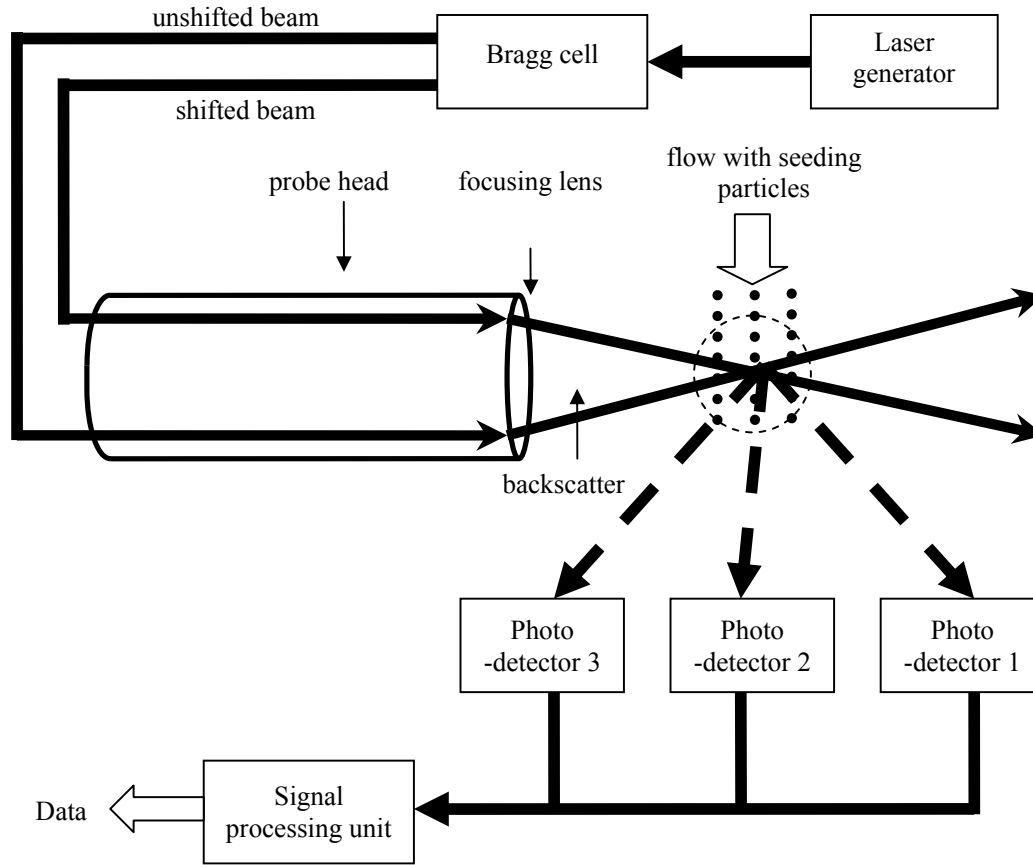 unshifted beam
Bragg cell
Laser
generator
shifted beam
flow with seeding
particles
probe head
focusing lens
backscatter
Photo
-detector 3
Photo
-detector 2
Photo
-detector 1
Data
Signal
processing unit